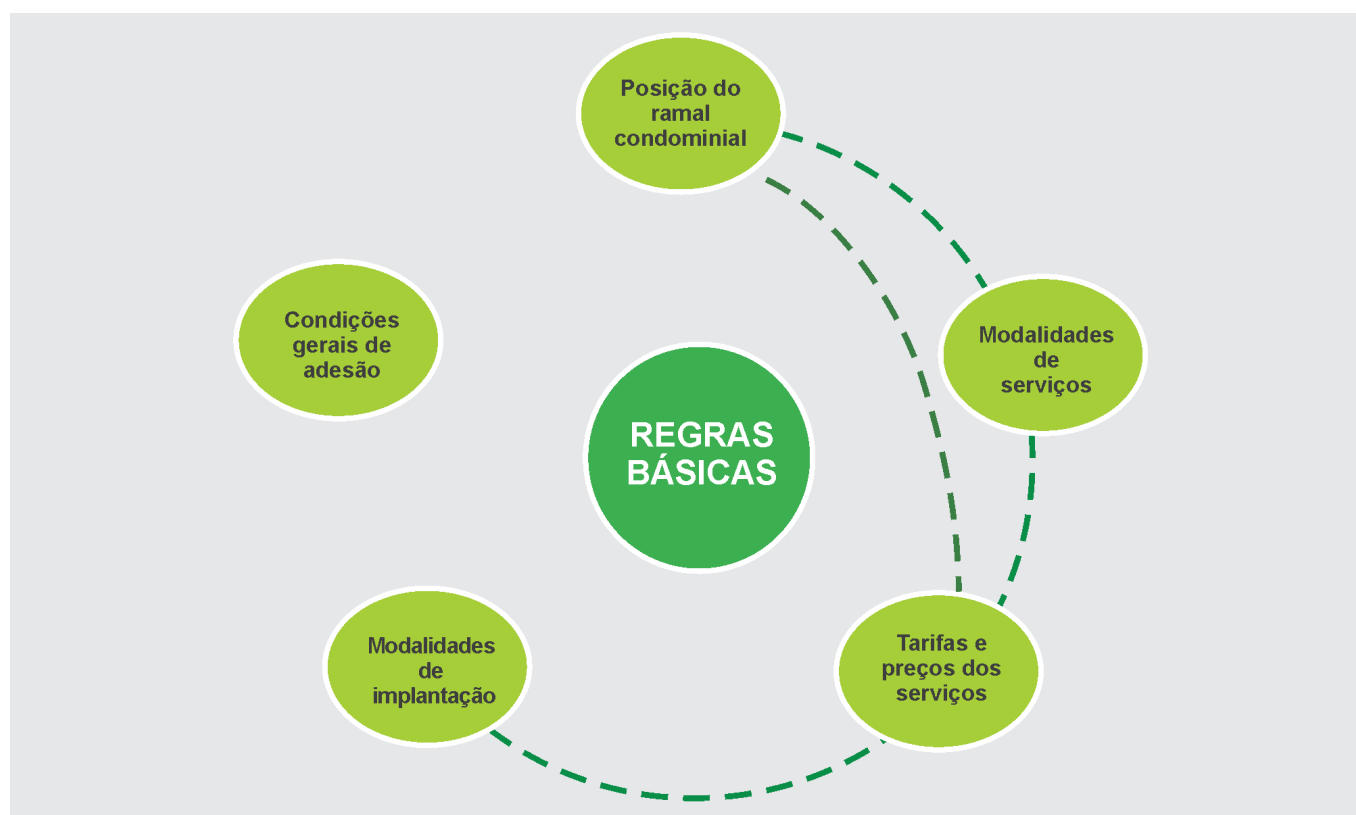 Posição do
ramal
condominial
Condições
gerais de
adesão
Modalidades
de
serviços
REGRAS
BÁSICAS
Modalidades
de
implantação
Tarifas e
preços dos
serviços